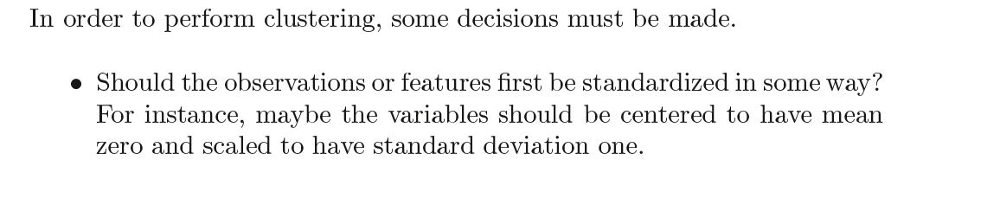 In order to perform clustering, some decisions must be made.
• Should the observations or features first be standardized in some way?
For instance, maybe the variables should be centered to have mean
zero and scaled to have standard deviation one.